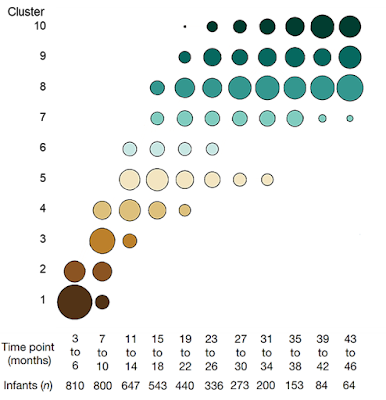 Cluster
10
9
8
7
6
5
4
3
2
1
Time point (months)
3 to 6
7 to 10
11 to 14
15 to 18
19 to 22
23 to 26
27 to 30
31 to 34
35 to 38
39 to 42
43 to 46
Infants (n) 810 800 647 543 440 336 273 200 153 84 64